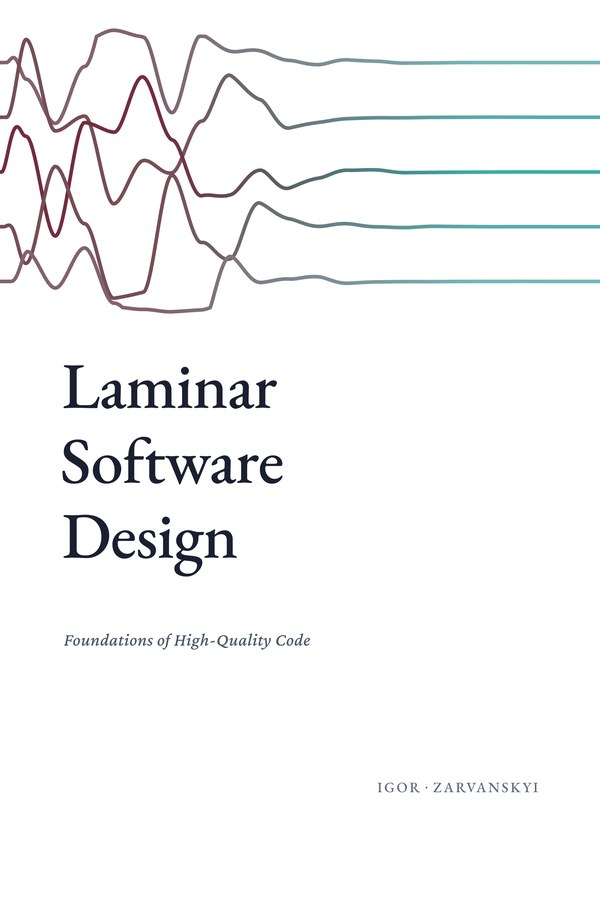 Laminar
Software
Design
Foundations of High-Quality Code
IGOR · ZARVANSKYI